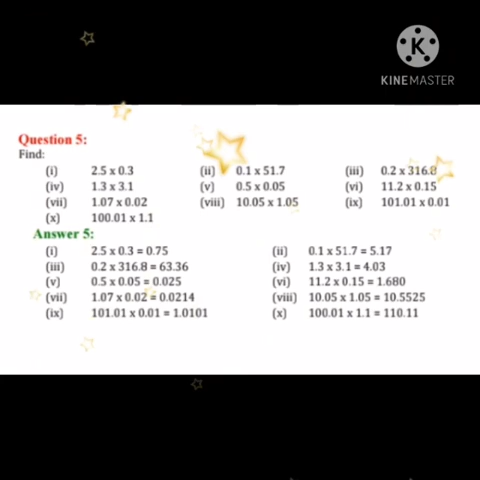 K
KINEMASTER
Question 5:
Find:
(i) 2.5 x 0.3 (ii) 0.1 x 51.7 (iii) 0.2 x 316.8
(iv) 1.3 x 3.1 (v) 0.5 x 0.05 (vi) 11.2 x 0.15
(vii) 1.07 x 0.02 (viii) 10.05 x 1.05 (ix) 101.01 x 0.01
(x) 100.01 x 1.1
Answer 5:
(i) 2.5 x 0.3 = 0.75 (ii) 0.1 x 51.7 = 5.17
(iii) 0.2 x 316.8 = 63.36 (iv) 1.3 x 3.1 = 4.03
(v) 0.5 x 0.05 = 0.025 (vi) 11.2 x 0.15 = 1.680
(vii) 1.07 x 0.02 = 0.0214 (viii) 10.05 x 1.05 = 10.5525
(ix) 101.01 x 0.01 = 1.0101 (x) 100.01 x 1.1 = 110.11